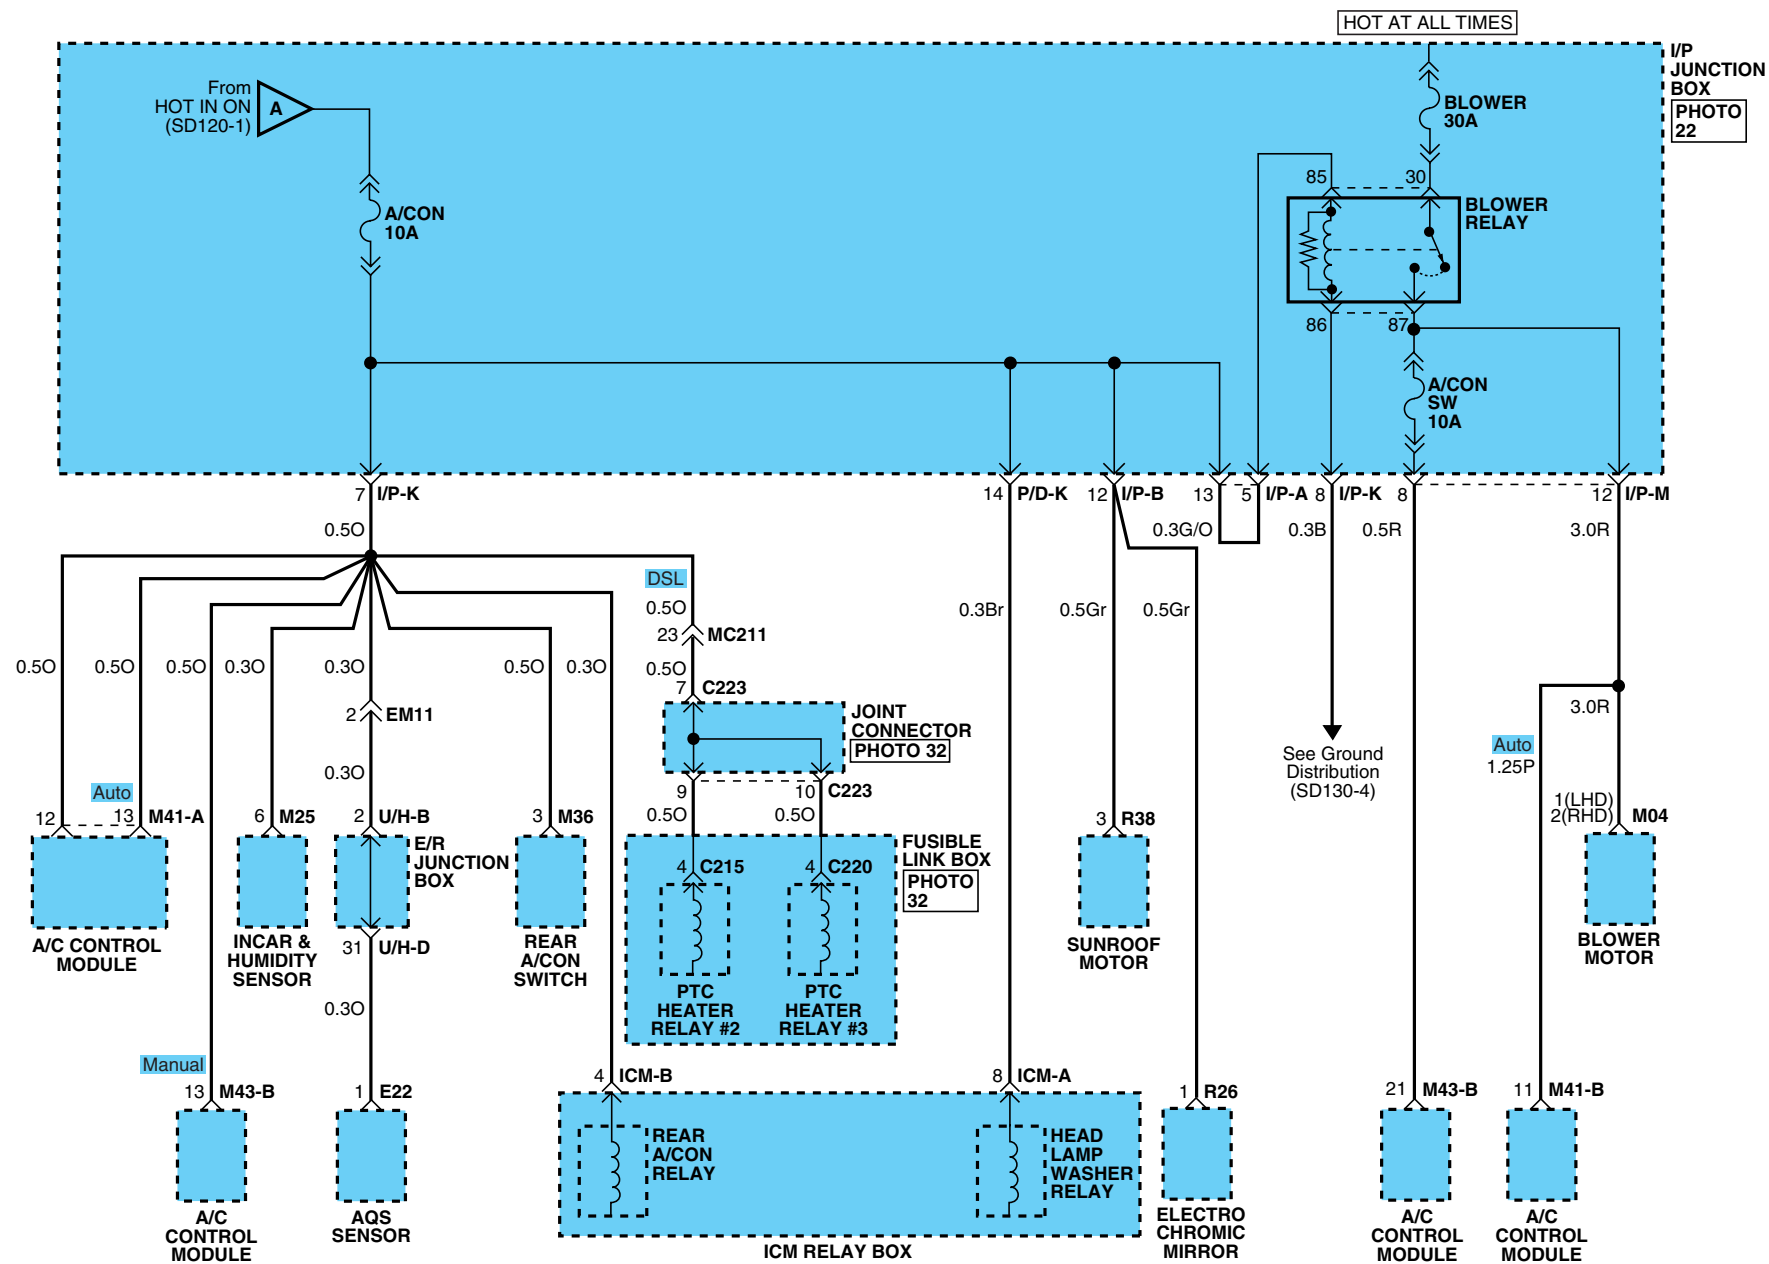 HOT AT ALL TIMES
I/P
JUNCTION
BOX
PHOTO
22
From
HOT IN ON
(SD120-1)
A
BLOWER
30A
A/CON
10A
85
30
BLOWER
RELAY
86
87
A/CON
SW
10A
7
I/P-K
14
P/D-K
12
I/P-B
13
5
I/P-A
8
I/P-K
8
12
I/P-M
0.5O
0.3G/O
0.3B
0.5R
3.0R
DSL
0.5O
0.3Br
0.5Gr
0.5Gr
23
MC211
0.5O
0.5O
0.5O
0.3O
0.3O
0.5O
0.3O
0.5O
7
C223
2
EM11
JOINT
CONNECTOR
PHOTO 32
3.0R
Auto
1.25P
See Ground
Distribution
(SD130-4)
0.3O
Auto
9
10
C223
0.5O
0.5O
1(LHD)
2(RHD)
M04
12
13
M41-A
6
M25
2
U/H-B
3
M36
3
R38
E/R
JUNCTION
BOX
FUSIBLE
LINK BOX
PHOTO
32
4
C215
4
C220
A/C CONTROL
MODULE
INCAR &
HUMIDITY
SENSOR
31
U/H-D
REAR
A/CON
SWITCH
PTC
HEATER
RELAY #2
PTC
HEATER
RELAY #3
SUNROOF
MOTOR
BLOWER
MOTOR
0.3O
Manual
13
M43-B
1
E22
4
ICM-B
8
ICM-A
1
R26
21
M43-B
11
M41-B
REAR
A/CON
RELAY
HEAD
LAMP
WASHER
RELAY
A/C
CONTROL
MODULE
AQS
SENSOR
ICM RELAY BOX
ELECTRO
CHROMIC
MIRROR
A/C
CONTROL
MODULE
A/C
CONTROL
MODULE